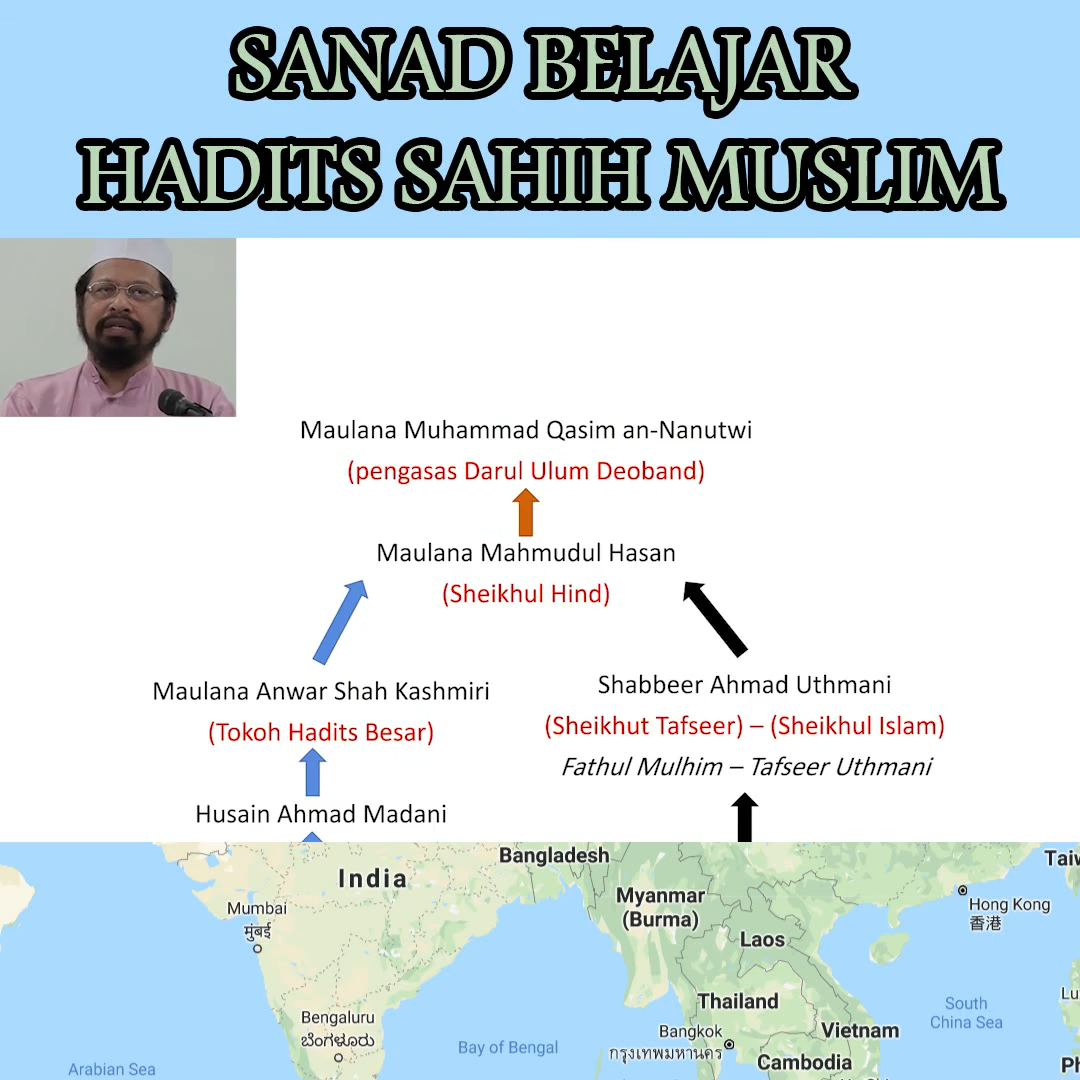 SANAD BELAJAR
HADITS SAHIH MUSLIM
Maulana Muhammad Qasim an-Nanutwi
(pengasas Darul Ulum Deoband)
Maulana Mahmudul Hasan
(Sheikhul Hind)
Maulana Anwar Shah Kashmiri
(Tokoh Hadits Besar)
Husain Ahmad Madani
Shabbeer Ahmad Uthmani
(Sheikhut Tafseer) – (Sheikhul Islam)
Fathul Mulhim – Tafseer Uthmani
Bangladesh
India
Mumbai
मुंबई
Myanmar
(Burma)
Laos
Hong Kong
香港
Thailand
Bengaluru
ಬೆಂಗಳೂರು
Bangkok
กรุงเทพมหานคร
Vietnam
Cambodia
South
China Sea
Bay of Bengal
Arabian Sea